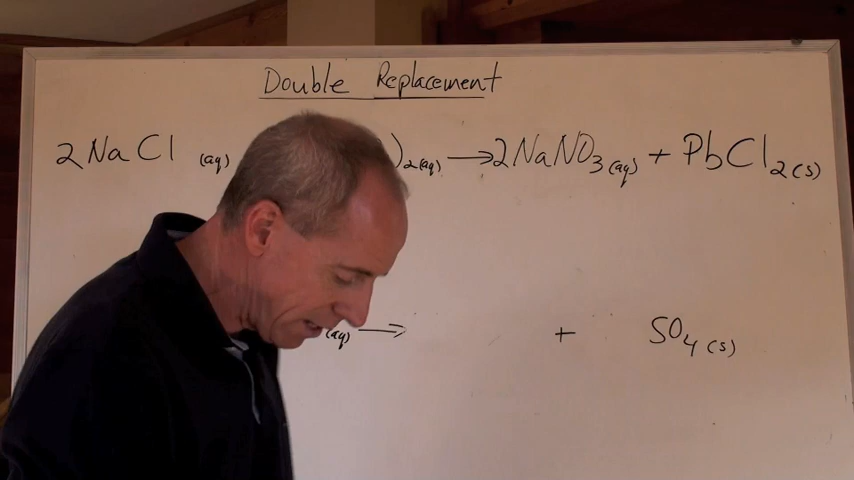 Double Replacement
2NaCl (aq) )2(aq) → 2NaNO3(aq) + PbCl2(s)
(aq) → + SO4(s)